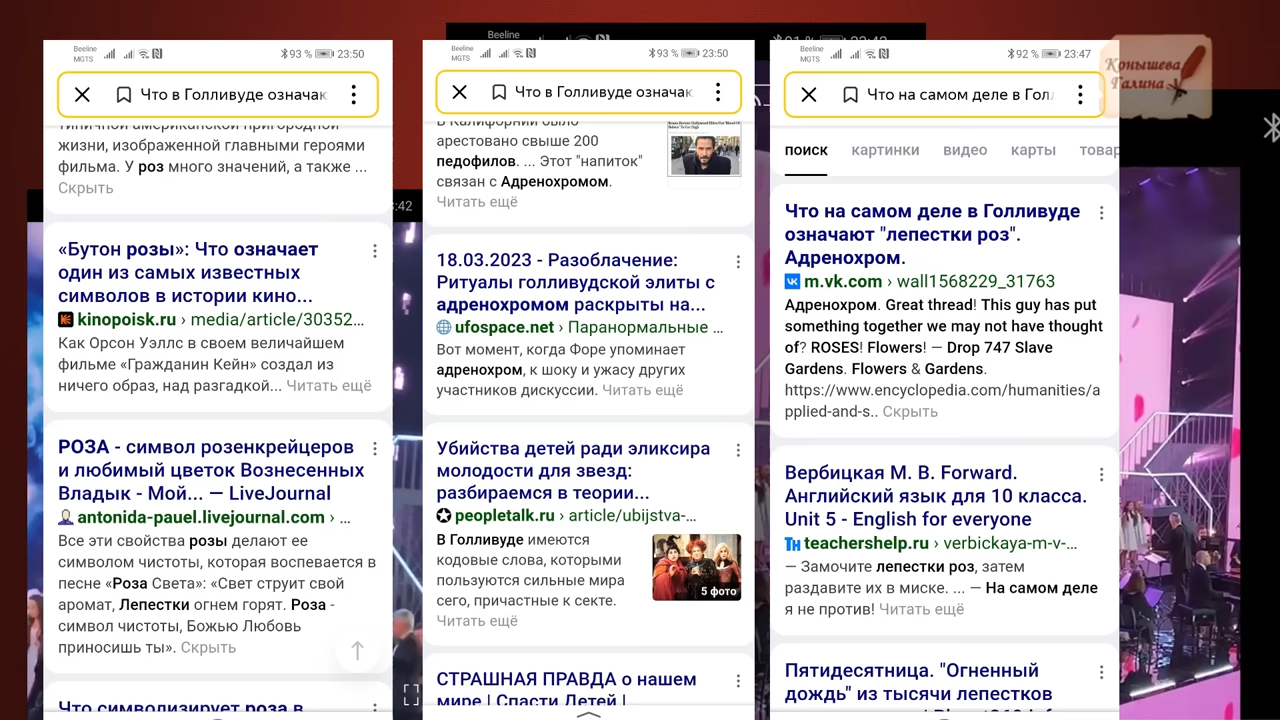 Beeline
MGTS
93 %
23:50
Что в Голливуде означак
типичной американской пригородной
жизни, изображенной главными героями
фильма. У роз много значений, а также ...
Скрыть
«Бутон розы»: Что означает
один из самых известных
символов в истории кино...
kinopoisk.ru › media/article/30352...
Как Орсон Уэллс в своем величайшем
фильме «Гражданин Кейн» создал из
ничего образ, над разгадкой... Читать ещё
РОЗА - символ розенкрейцеров
и любимый цветок Вознесенных
Владык - Мой... — LiveJournal
antonida-pauel.livejournal.com › ...
Все эти свойства розы делают ее
символом чистоты, которая воспевается в
песне «Роза Света»: «Свет струит свой
аромат, Лепестки огнем горят. Роза -
символ чистоты, Божью Любовь
приносишь ты». Скрыть
Что символизирует роза в
Beeline
Beeline
MGTS
93 %
23:50
Что в Голливуде означак
В Калифорнии было
арестовано свыше 200
педофилов. ... Этот "напиток"
связан с Адренохромом.
Читать ещё
18.03.2023 - Разоблачение:
Ритуалы голливудской элиты с
адренохромом раскрыты на...
ufospace.net › Паранормальные ...
Вот момент, когда Форе упоминает
адренохром, к шоку и ужасу других
участников дискуссии. Читать ещё
Убийства детей ради эликсира
молодости для звезд:
разбираемся в теории...
peopletalk.ru › article/ubijstva-...
В Голливуде имеются
кодовые слова, которыми
пользуются сильные мира
сего, причастные к секте.
Читать ещё
5 фото
СТРАШНАЯ ПРАВДА о нашем
мире | Спасти Детей |
Beeline
MGTS
92 %
23:47
Что на самом деле в Гол
поиск картинки видео карты товар
Что на самом деле в Голливуде
означают "лепестки роз".
Адренохром.
m.vk.com › wall1568229_31763
Адренохром. Great thread! This guy has put
something together we may not have thought
of? ROSES! Flowers! — Drop 747 Slave
Gardens. Flowers & Gardens.
https://www.encyclopedia.com/humanities/a
pplied-and-s.. Скрыть
Вербицкая М. В. Forward.
Английский язык для 10 класса.
Unit 5 - English for everyone
teachershelp.ru › verbickaya-m-v-...
— Замочите лепестки роз, затем
раздавите их в миске. ... — На самом деле
я не против! Читать ещё
Пятидесятница. "Огненный
дождь" из тысячи лепестков
Конышева
Галина
:42